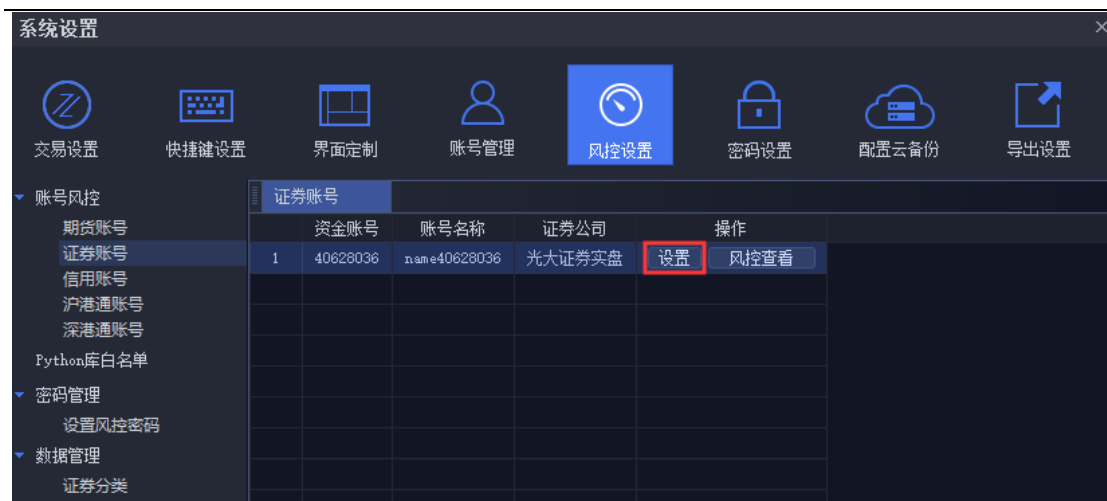 系统设置
交易设置 快捷键设置 界面定制 账号管理 风控设置 密码设置 配置云备份 导出设置
账号风控 证券账号
期货账号 资金账号 账号名称 证券公司 操作
证券账号 1 40628036 name40628036 光大证券实盘 设置 风控查看
信用账号
沪港通账号
深港通账号
Python库白名单
密码管理
设置风控密码
数据管理
证券分类